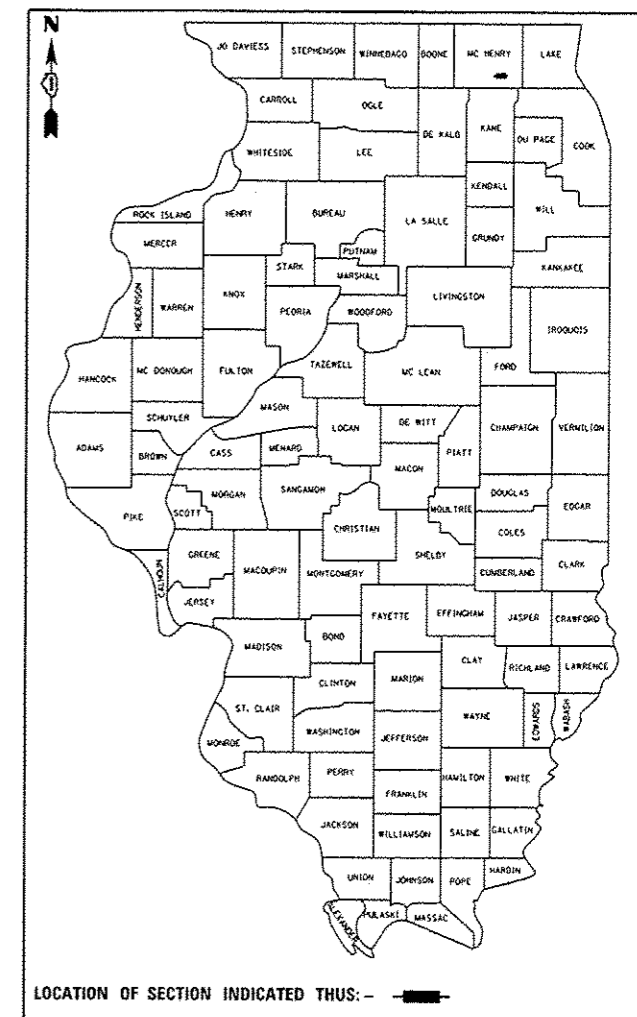 N
JO DAVIESS
STEPHENSON
WINNEBAGO
BOONE
MC HENRY
LAKE
CARROLL
OGLE
DE KALB
KANE
DU PAGE
COOK
WHITESIDE
LEE
KENDALL
WILL
ROCK ISLAND
HENRY
BUREAU
LA SALLE
GRUNDY
MERCER
PUTNAM
STARK
MARSHALL
KANKAKEE
HENDERSON
WARREN
KNOX
PEORIA
WOODFORD
LIVINGSTON
IROQUOIS
HANCOCK
MC DONOUGH
FULTON
TAZEWELL
MC LEAN
FORD
SCHUYLER
MASON
LOGAN
DE WITT
CHAMPAIGN
VERMILION
ADAMS
BROWN
CASS
MENARD
MACON
PIATT
PIKE
SCOTT
MORGAN
SANGAMON
CHRISTIAN
MOULTRIE
DOUGLAS
EDGAR
COLES
CALHOUN
GREENE
MACOUPIN
MONTGOMERY
SHELBY
CUMBERLAND
CLARK
JERSEY
FAYETTE
EFFINGHAM
JASPER
CRAWFORD
MADISON
BOND
CLAY
RICHLAND
LAWRENCE
ST. CLAIR
CLINTON
MARION
WAYNE
EDWARDS
WABASH
MONROE
WASHINGTON
JEFFERSON
RANDOLPH
PERRY
HAMILTON
WHITE
FRANKLIN
JACKSON
WILLIAMSON
SALINE
GALLATIN
UNION
JOHNSON
POPE
HARDIN
ALEXANDER
PULASKI
MASSAC
LOCATION OF SECTION INDICATED THUS: -